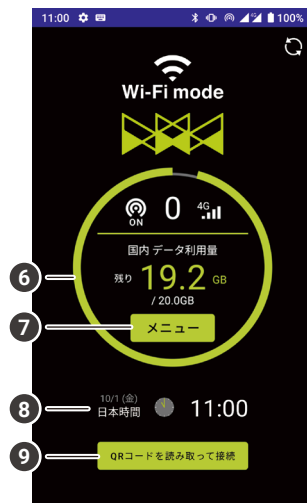 11:00 100%
Wi-Fi mode
ON 0 4G
国内 データ利用量
残り 19.2 GB
/ 20.0GB
6
メニュー
7
10/1 (金)
8 日本時間 11:00
9 QRコードを読み取って接続